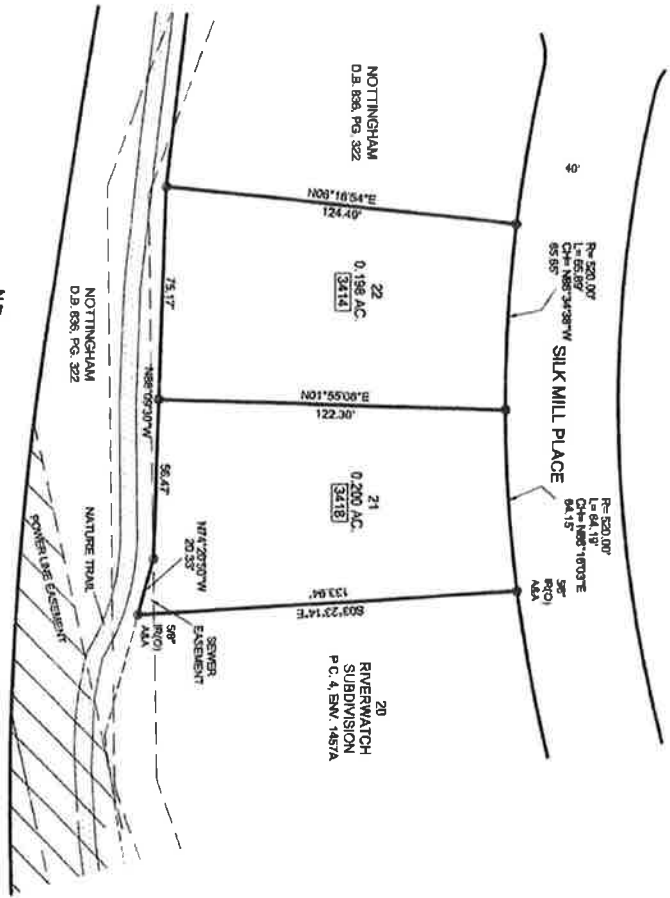 40'
R= 520.00'
L= 65.89'
CH= N86°34'38"W
65.85'
SILK MILL PLACE
R= 520.00'
L= 64.19'
CH= N86°16'03"E
64.15'
5/8"
IR(O)
A&A
NOTTINGHAM
D.B. 836, PG. 322
N06°16'54"E
124.49'
22
0.198 AC.
3414
N01°55'08"E
122.30'
21
0.200 AC.
3418
S03°23'14"E
133.04'
20
RIVERWATCH
SUBDIVISION
P.C. 4, ENV. 1457A
75.17'
N88°09'30"W
56.47'
N74°20'50"W
20.33'
5/8"
IR(O)
A&A
SEWER
EASEMENT
NOTTINGHAM
D.B. 836, PG. 322
NATURE TRAIL
POWER LINE EASEMENT